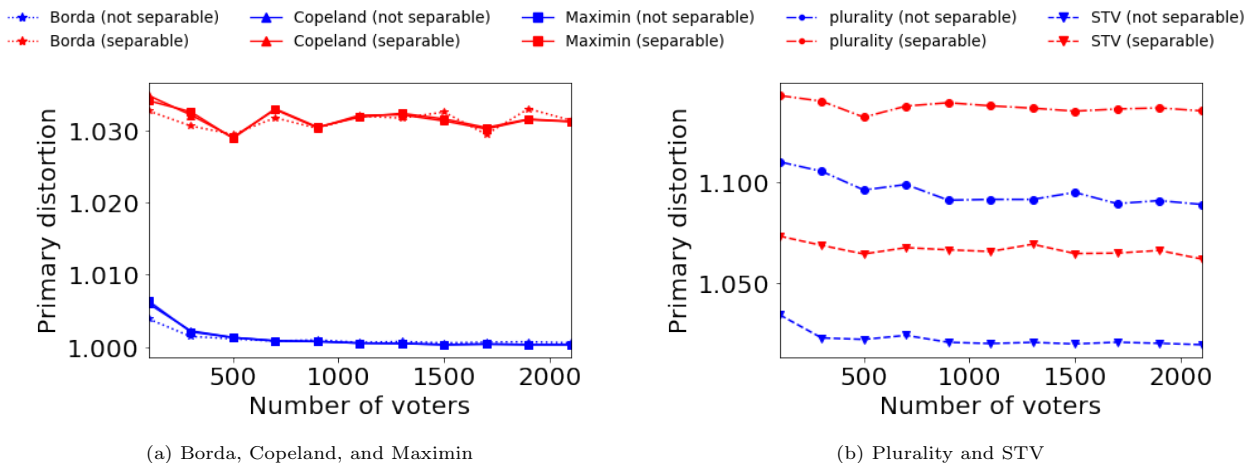 Borda (not separable) Copeland (not separable) Maximin (not separable) plurality (not separable) STV (not separable)
Borda (separable) Copeland (separable) Maximin (separable) plurality (separable) STV (separable)
Primary distortion
1.030
1.020
1.010
1.000
500 1000 1500 2000
Number of voters
Primary distortion
1.100
1.050
500 1000 1500 2000
Number of voters
(a) Borda, Copeland, and Maximin
(b) Plurality and STV